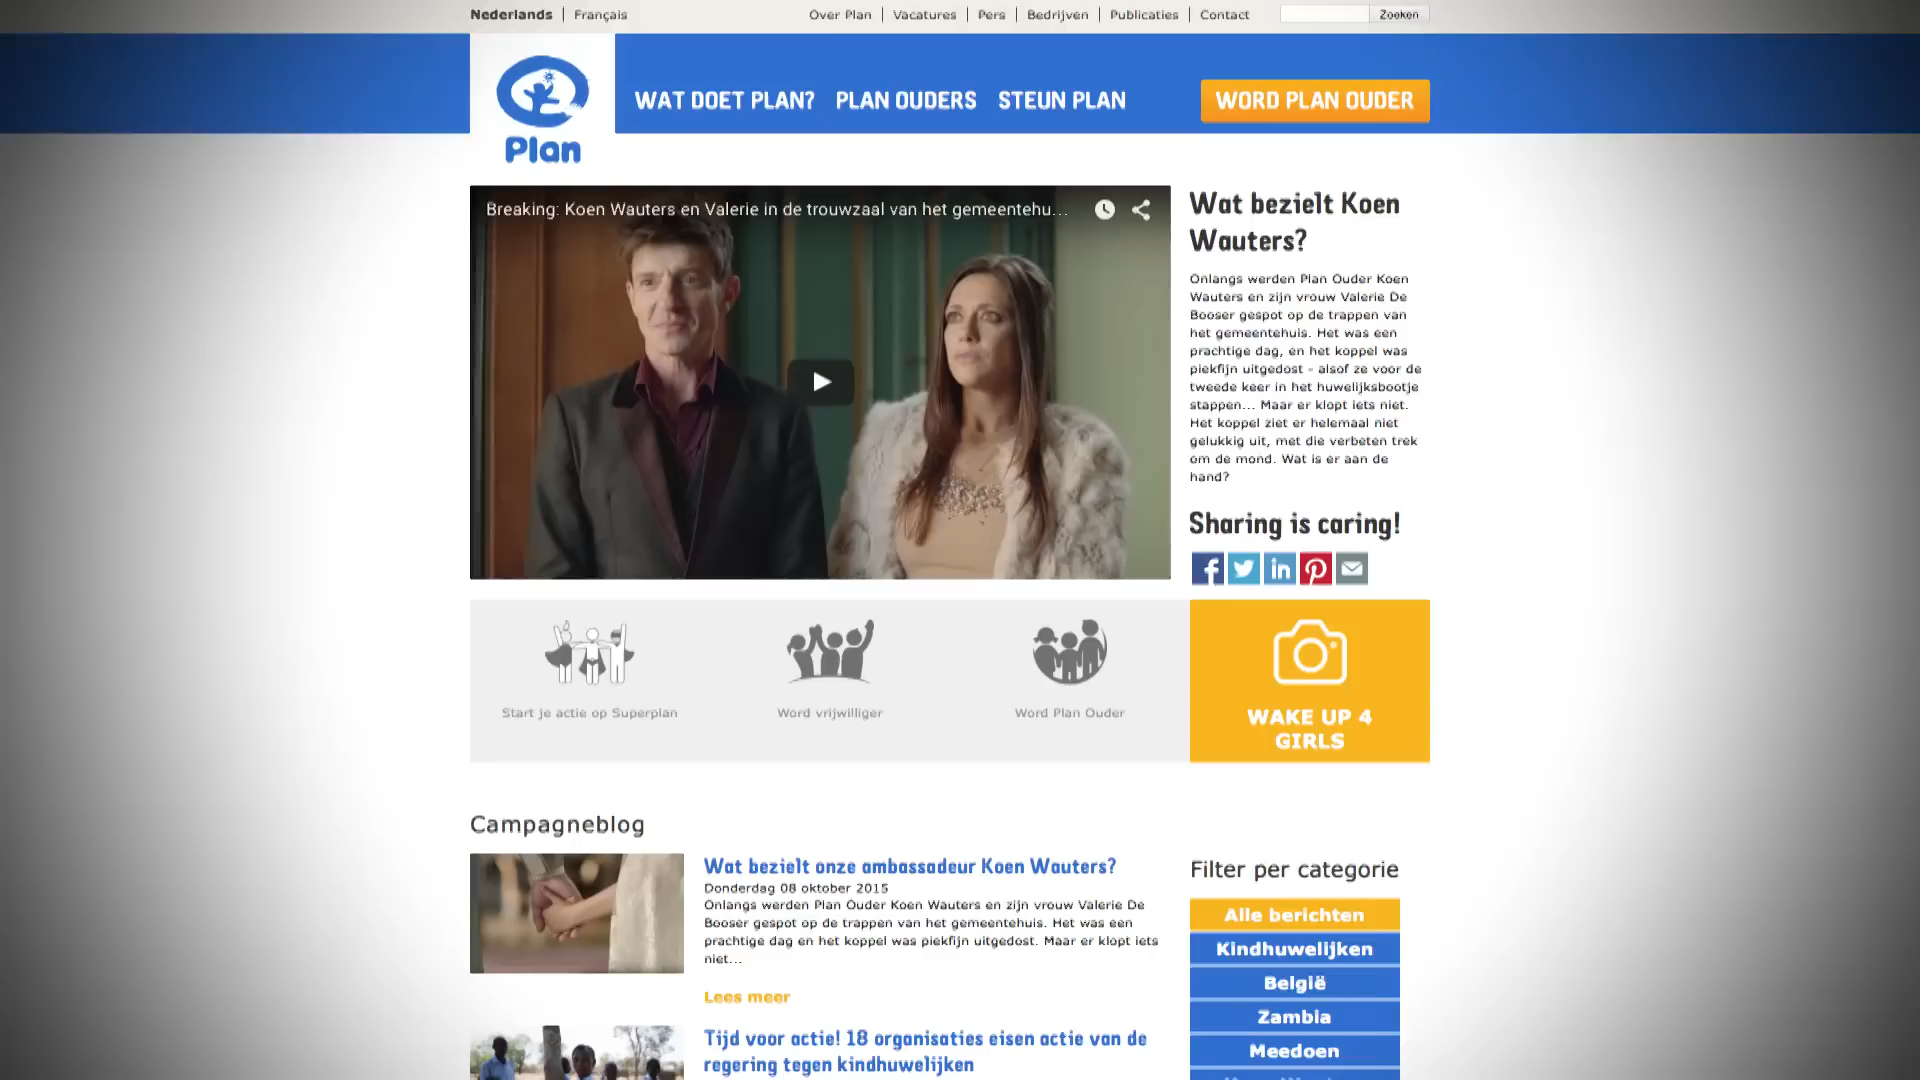 Nederlands Français Over Plan Vacatures Pers Bedrijven Publicaties Contact Zoeken
Plan
WAT DOET PLAN? PLAN OUDERS STEUN PLAN WORD PLAN OUDER
Breaking: Koen Wauters en Valerie in de trouwzaal van het gemeentehu...
Wat bezielt Koen
Wauters?
Onlangs werden Plan Ouder Koen
Wauters en zijn vrouw Valerie De
Booser gespot op de trappen van
het gemeentehuis. Het was een
prachtige dag, en het koppel was
piekfijn uitgedost - alsof ze voor de
tweede keer in het huwelijksbootje
stappen... Maar er klopt iets niet.
Het koppel ziet er helemaal niet
gelukkig uit, met die verbeten trek
om de mond. Wat is er aan de
hand?
Sharing is caring!
Start je actie op Superplan
Word vrijwilliger
Word Plan Ouder
WAKE UP 4
GIRLS
Campagneblog
Wat bezielt onze ambassadeur Koen Wauters?
Donderdag 08 oktober 2015
Onlangs werden Plan Ouder Koen Wauters en zijn vrouw Valerie De
Booser gespot op de trappen van het gemeentehuis. Het was een
prachtige dag en het koppel was piekfijn uitgedost. Maar er klopt iets
niet...
Lees meer
Tijd voor actie! 18 organisaties eisen actie van de
regering tegen kindhuwelijken
Filter per categorie
Alle berichten
Kindhuwelijken
België
Zambia
Meedoen